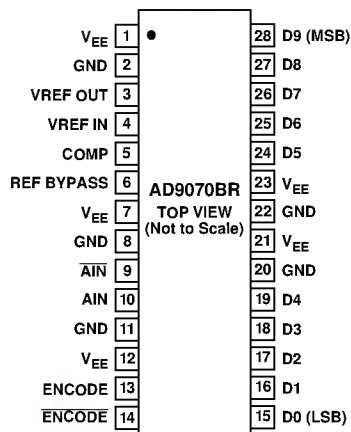 VEE 1 28 D9 (MSB)
GND 2 27 D8
VREF OUT 3 26 D7
VREF IN 4 25 D6
COMP 5 24 D5
REF BYPASS 6 AD9070BR 23 VEE
VEE 7 TOP VIEW 22 GND
GND 8 (Not to Scale) 21 VEE
AIN 9 20 GND
AIN 10 19 D4
GND 11 18 D3
VEE 12 17 D2
ENCODE 13 16 D1
ENCODE 14 15 D0 (LSB)